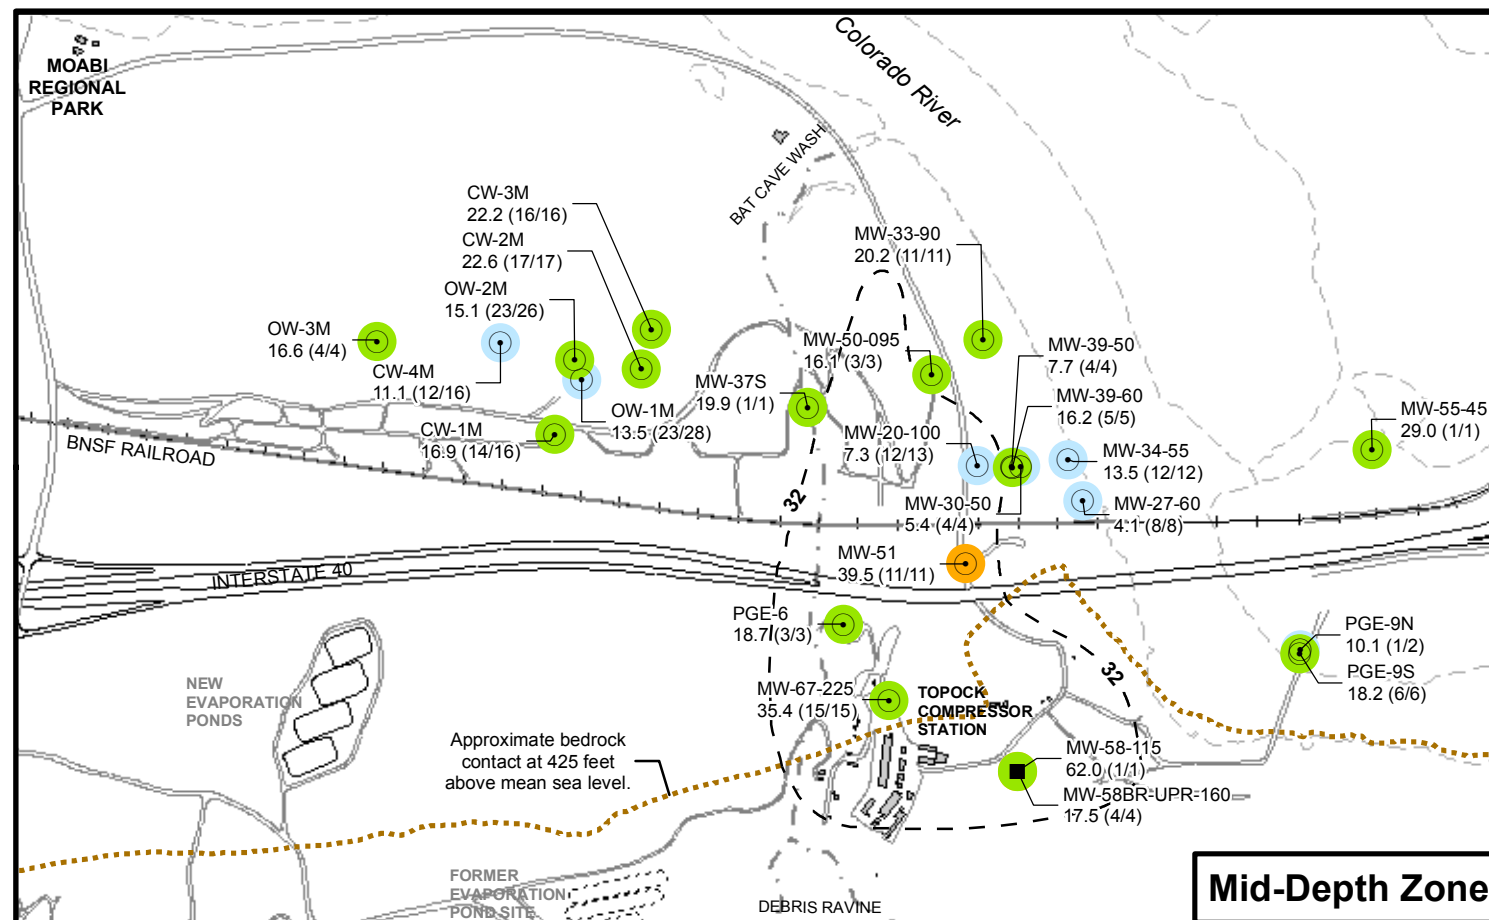 MOABI
REGIONAL
PARK
Colorado River
BAT CAVE WASH
CW-3M
22.2 (16/16)
CW-2M
22.6 (17/17)
OW-2M
15.1 (23/26)
OW-3M
16.6 (4/4)
CW-4M
11.1 (12/16)
OW-1M
13.5 (23/28)
CW-1M
16.9 (14/16)
MW-33-90
20.2 (11/11)
MW-50-095
16.1 (3/3)
MW-37S
19.9 (1/1)
MW-39-50
7.7 (4/4)
MW-39-60
16.2 (5/5)
MW-20-100
7.3 (12/13)
MW-34-55
13.5 (12/12)
MW-55-45
29.0 (1/1)
MW-27-60
4.1 (8/8)
MW-30-50
5.4 (4/4)
BNSF RAILROAD
32
MW-51
39.5 (11/11)
INTERSTATE 40
PGE-6
18.7 (3/3)
PGE-9N
10.1 (1/2)
PGE-9S
18.2 (6/6)
32
NEW
EVAPORATION
PONDS
MW-67-225
35.4 (15/15)
TOPOCK
COMPRESSOR
STATION
Approximate bedrock
contact at 425 feet
above mean sea level.
MW-58-115
62.0 (1/1)
MW-58BR-UPR-160
17.5 (4/4)
FORMER
EVAPORATION
POND SITE
DEBRIS RAVINE
Mid-Depth Zone